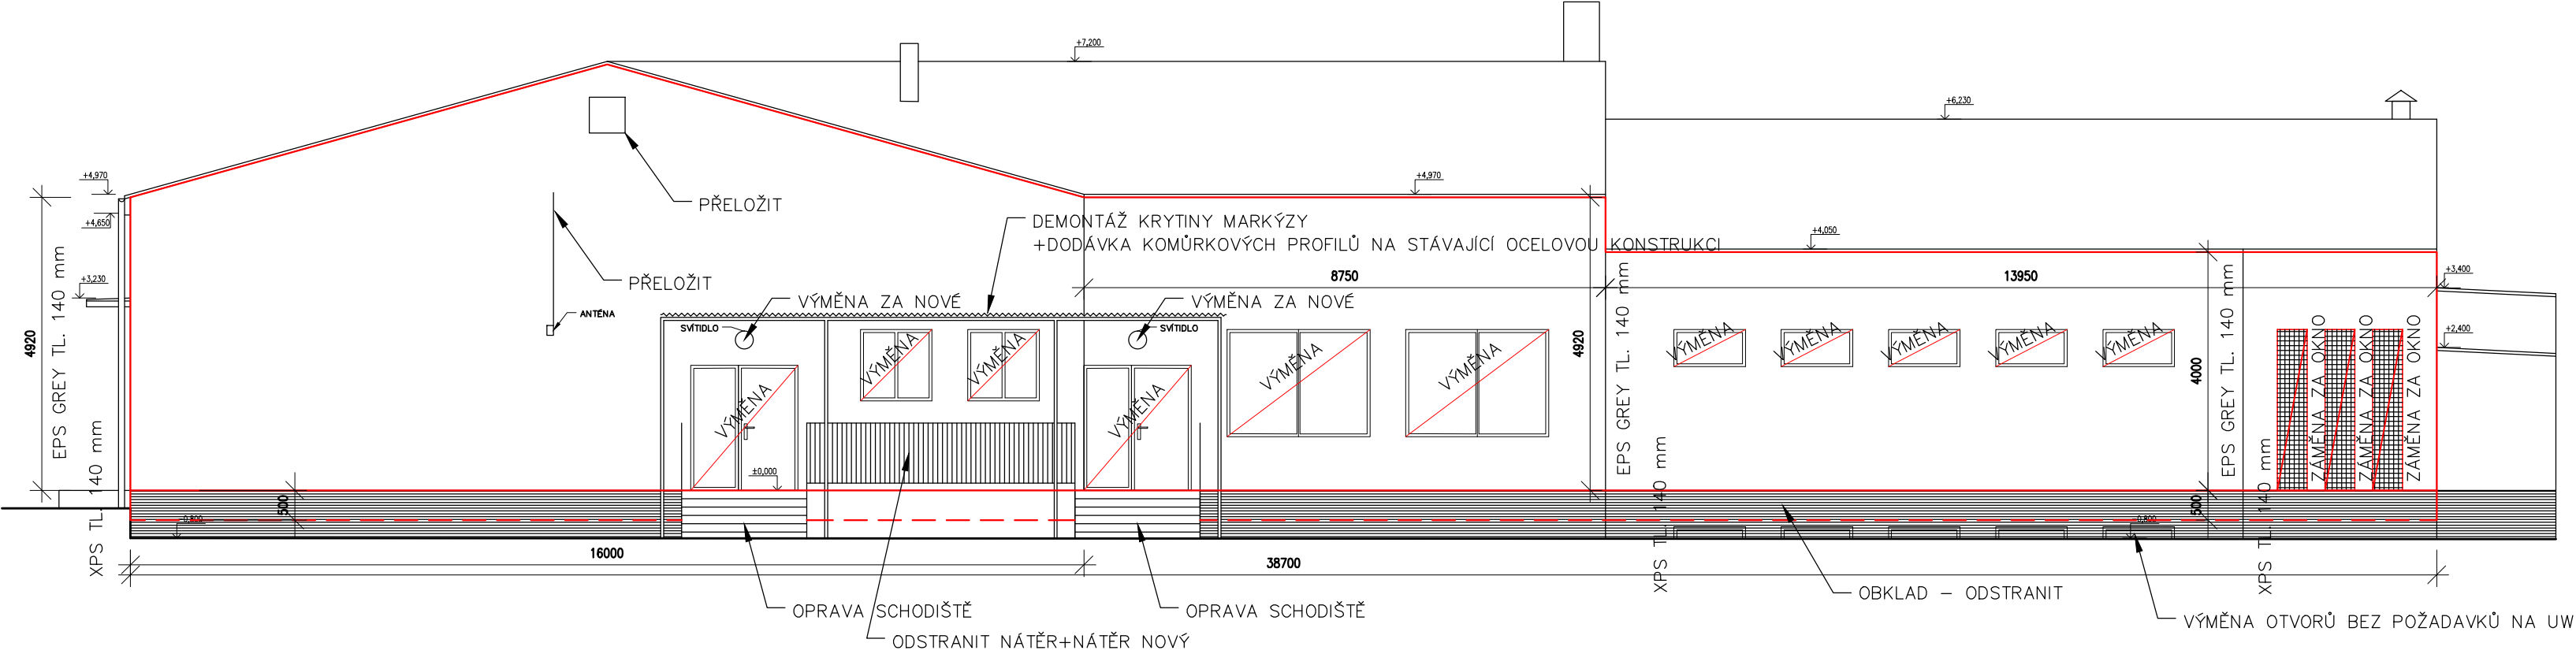 +7,200
+6,230
+4,970
+4,970
+4,650
PŘELOŽIT
DEMONTÁŽ KRYTINY MARKÝZY
+DODÁVKA KOMŮRKOVÝCH PROFILŮ NA STÁVAJÍCÍ OCELOVOU KONSTRUKCI
+4,050
+3,230
PŘELOŽIT
8750
13950
+3,400
VÝMĚNA ZA NOVÉ
VÝMĚNA ZA NOVÉ
ANTÉNA
SVÍTIDLO
SVÍTIDLO
+2,400
4920
EPS GREY TL. 140 mm
XPS TL. 140 mm
VÝMĚNA
VÝMĚNA
VÝMĚNA
VÝMĚNA
VÝMĚNA
VÝMĚNA
4920
EPS GREY TL. 140 mm
XPS TL. 140 mm
VÝMĚNA
VÝMĚNA
VÝMĚNA
VÝMĚNA
VÝMĚNA
4000
EPS GREY TL. 140 mm
XPS TL. 140 mm
ZÁMĚNA ZA OKNO
ZÁMĚNA ZA OKNO
ZÁMĚNA ZA OKNO
±0,000
500
500
-0,800
-0,800
16000
38700
OPRAVA SCHODIŠTĚ
OPRAVA SCHODIŠTĚ
OBKLAD – ODSTRANIT
ODSTRANIT NÁTĚR+NÁTĚR NOVÝ
VÝMĚNA OTVORŮ BEZ POŽADAVKŮ NA UW